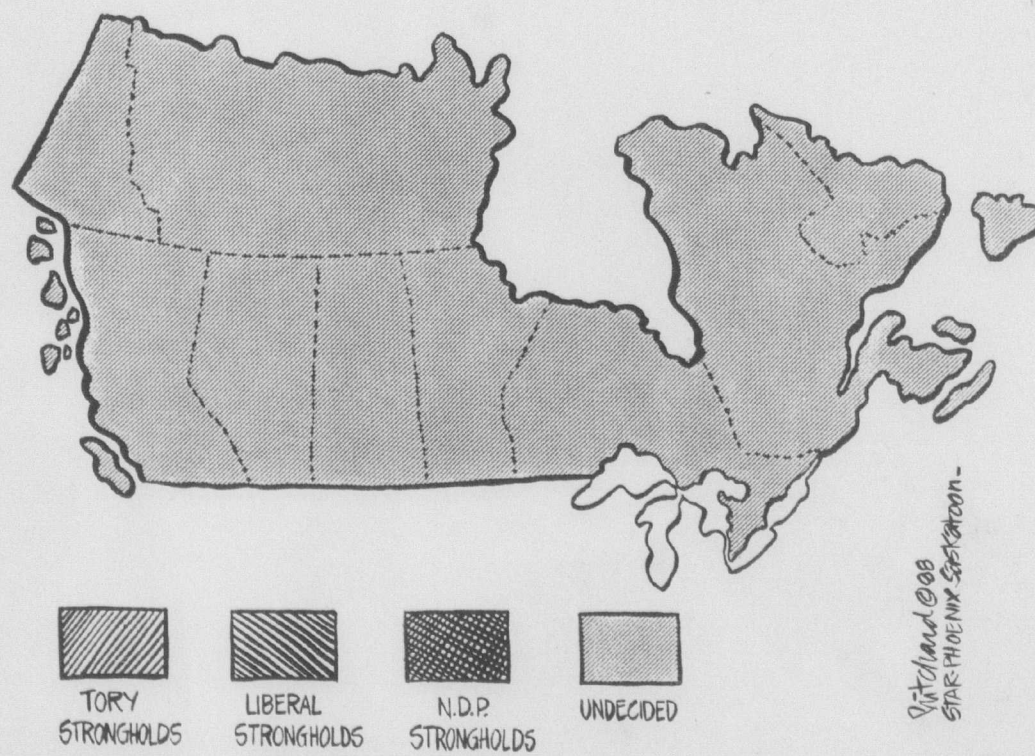 TORY
STRONGHOLDS
LIBERAL
STRONGHOLDS
N.D.P.
STRONGHOLDS
UNDECIDED
STAR-PHOENIX SASKATOON-